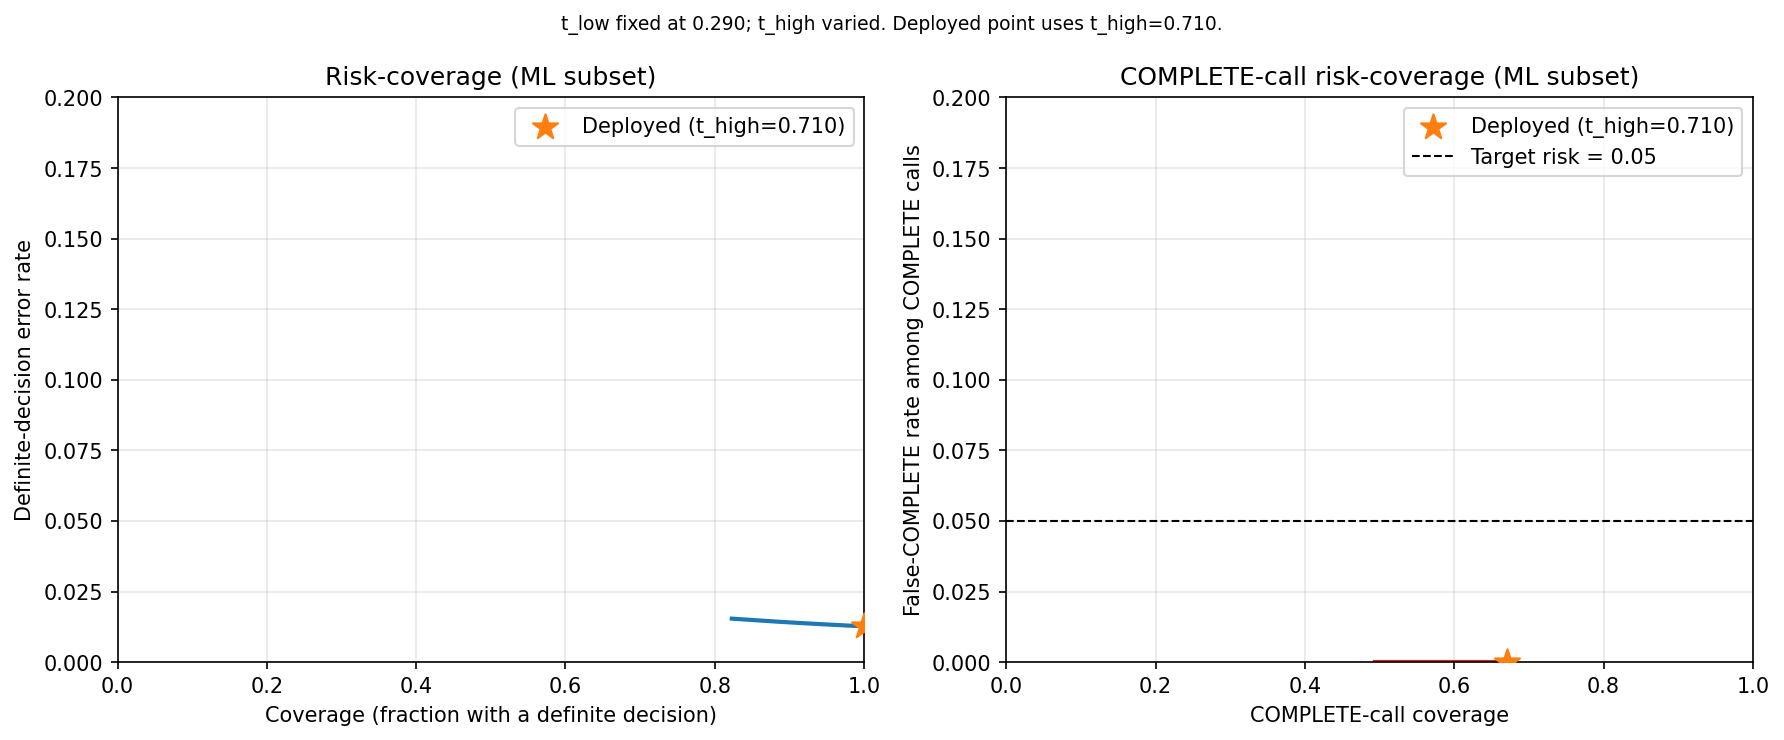 t_low fixed at 0.290; t_high varied. Deployed point uses t_high=0.710.
Risk-coverage (ML subset)
Definite-decision error rate
0.200
0.175
0.150
0.125
0.100
0.075
0.050
0.025
0.000
Deployed (t_high=0.710)
0.0 0.2 0.4 0.6 0.8 1.0
Coverage (fraction with a definite decision)
COMPLETE-call risk-coverage (ML subset)
False-COMPLETE rate among COMPLETE calls
0.200
0.175
0.150
0.125
0.100
0.075
0.050
0.025
0.000
Deployed (t_high=0.710)
Target risk = 0.05
0.0 0.2 0.4 0.6 0.8 1.0
COMPLETE-call coverage